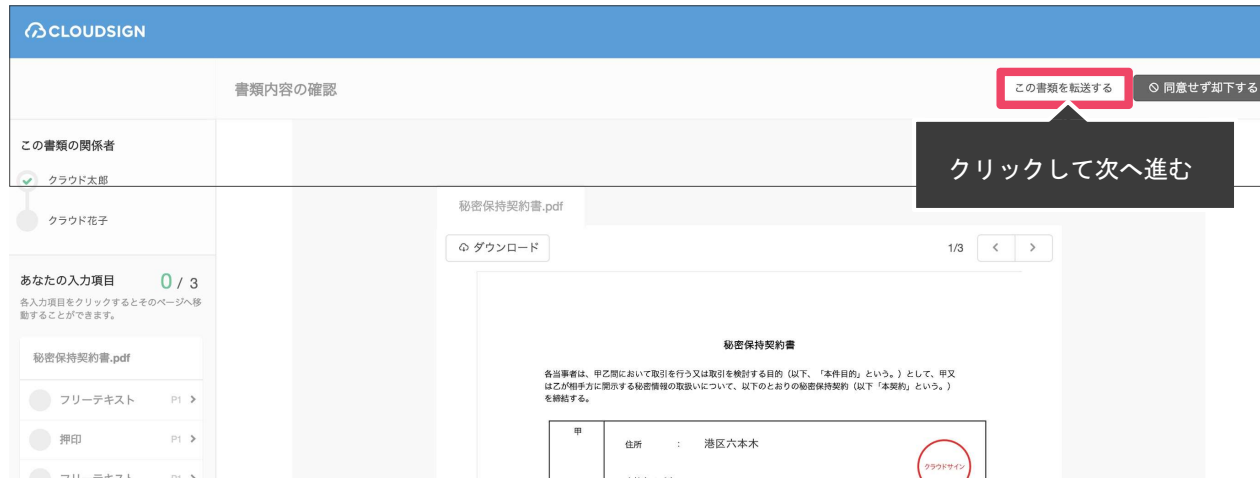 CLOUDSIGN
書類内容の確認
この書類を転送する
同意せず却下する
クリックして次へ進む
この書類の関係者
クラウド太郎
クラウド花子
秘密保持契約書.pdf
ダウンロード
1/3
あなたの入力項目 0 / 3
各入力項目をクリックするとそのページへ移
動することができます。
秘密保持契約書.pdf
フリーテキスト P1
押印 P1
フリーテキスト P1
秘密保持契約書
各当事者は、甲乙間において取引を行う又は取引を検討する目的（以下、「本件目的」という。）として、甲又
は乙が相手方に開示する秘密情報の取扱いについて、以下のとおりの秘密保持契約（以下「本契約」という。）
を締結する。
甲
住所 : 港区六本木
クラウドサイン